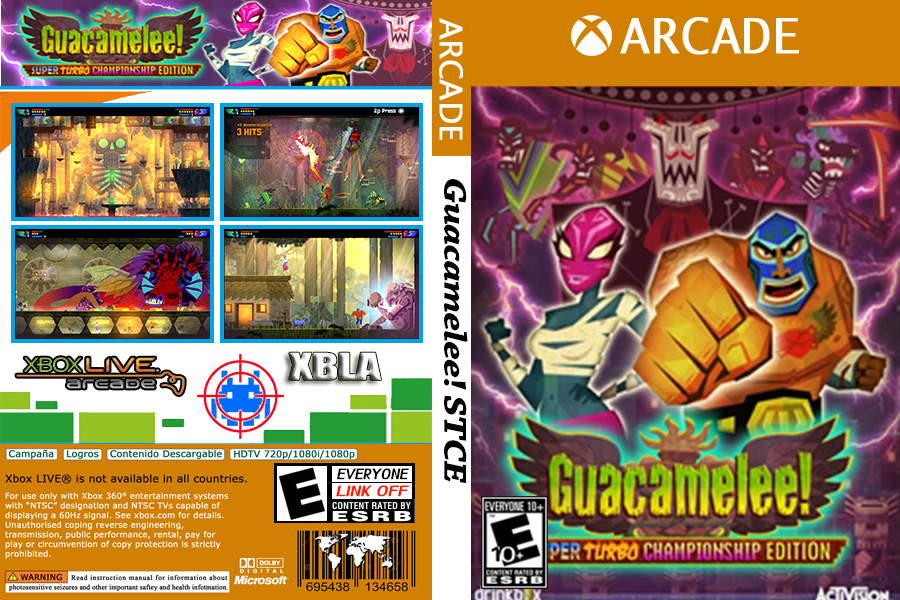 Guacamelee!
SUPER TURBO CHAMPIONSHIP EDITION
3 HITS
2p Press
XBOX LIVE
arcade
XBLA
Campaña
Logros
Contenido Descargable
HDTV 720p/1080i/1080p
Xbox LIVE® is not available in all countries.
For use only with Xbox 360® entertainment systems
with "NTSC" designation and NTSC TVs capable of
displaying a 60Hz signal. See xbox.com for details.
Unauthorised coping reverse engineering,
transmission, public performance, rental, pay for
play or circumvention of copy protection is strictly
prohibited.
WARNING Read instruction manual for information about
photosensitive seizures and other important saftey and health infotmation.
E
EVERYONE
LINK OFF
CONTENT RATED BY
ESRB
DOLBY
DIGITAL
Microsoft
695438 134658
ARCADE
Guacamelee! STCE
ARCADE
Guacamelee!
PER TURBO CHAMPIONSHIP EDITION
EVERYONE 10+
E
10+
CONTENT RATED BY
ESRB
ACTIVISION